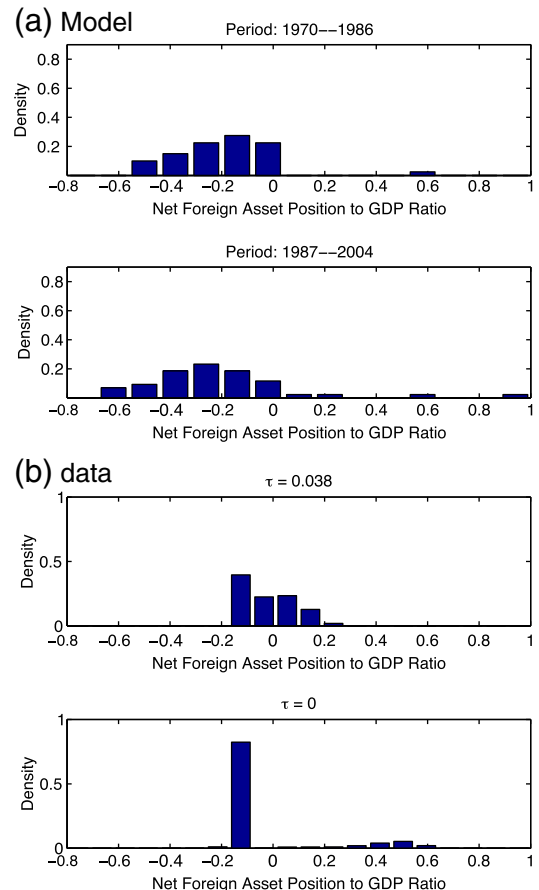 (a) Model
Period: 1970--1986
Density
0.8
0.6
0.4
0.2
−0.8 −0.6 −0.4 −0.2 0 0.2 0.4 0.6 0.8 1
Net Foreign Asset Position to GDP Ratio
Period: 1987--2004
Density
0.8
0.6
0.4
0.2
−0.8 −0.6 −0.4 −0.2 0 0.2 0.4 0.6 0.8 1
Net Foreign Asset Position to GDP Ratio
(b) data
τ = 0.038
Density
1
0.5
0
−0.8 −0.6 −0.4 −0.2 0 0.2 0.4 0.6 0.8 1
Net Foreign Asset Position to GDP Ratio
τ = 0
Density
1
0.5
0
−0.8 −0.6 −0.4 −0.2 0 0.2 0.4 0.6 0.8 1
Net Foreign Asset Position to GDP Ratio